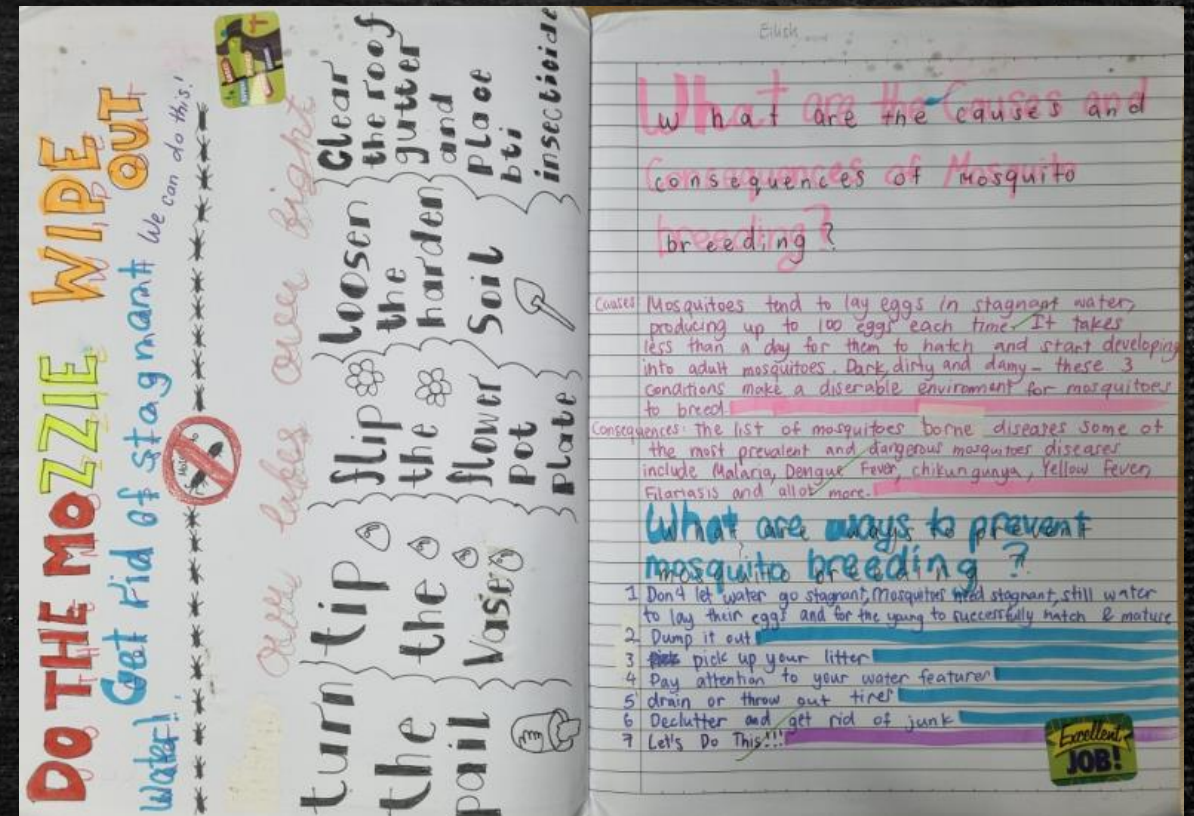 DO THE MOZZIE WIPE OUT
Get rid of stagnant
water!!
We can do this!
Our lives our right
turn
the
pail
tip
the
Vase
flip
the
flower
pot
plate
loosen
the
harden
Soil
Clear
the roof
gutter
and
Place
bti
insecticide
Eilish
What are the Causes and
Consequences of Mosquito
breeding?
Causes Mosquitoes tend to lay eggs in stagnant water,
producing up to 100 eggs each time. It takes
less than a day for them to hatch and start developing
into adult mosquitoes. Dark, dirty and damy- these 3
conditions make a diserable enviroment for mosquitoes
to breed.
Consequences: The list of mosquitoes borne diseases some of
the most prevalent and dangerous mosquitoes diseases
include Malaria, Dengue Fever, chikungunya, Yellow Fever,
Filariasis and allot more.
What are ways to prevent
mosquito breeding ?
1 Don't let water go stagnant, Mosquitoes need stagnant, still water
to lay their eggs and for the young to successfully hatch & mature
2 Dump it out
3 pick up your litter
4 Pay attention to your water features
5 drain or throw out tires
6 Declutter and get rid of junk
7 Let's Do This!!!
Excellent
JOB!